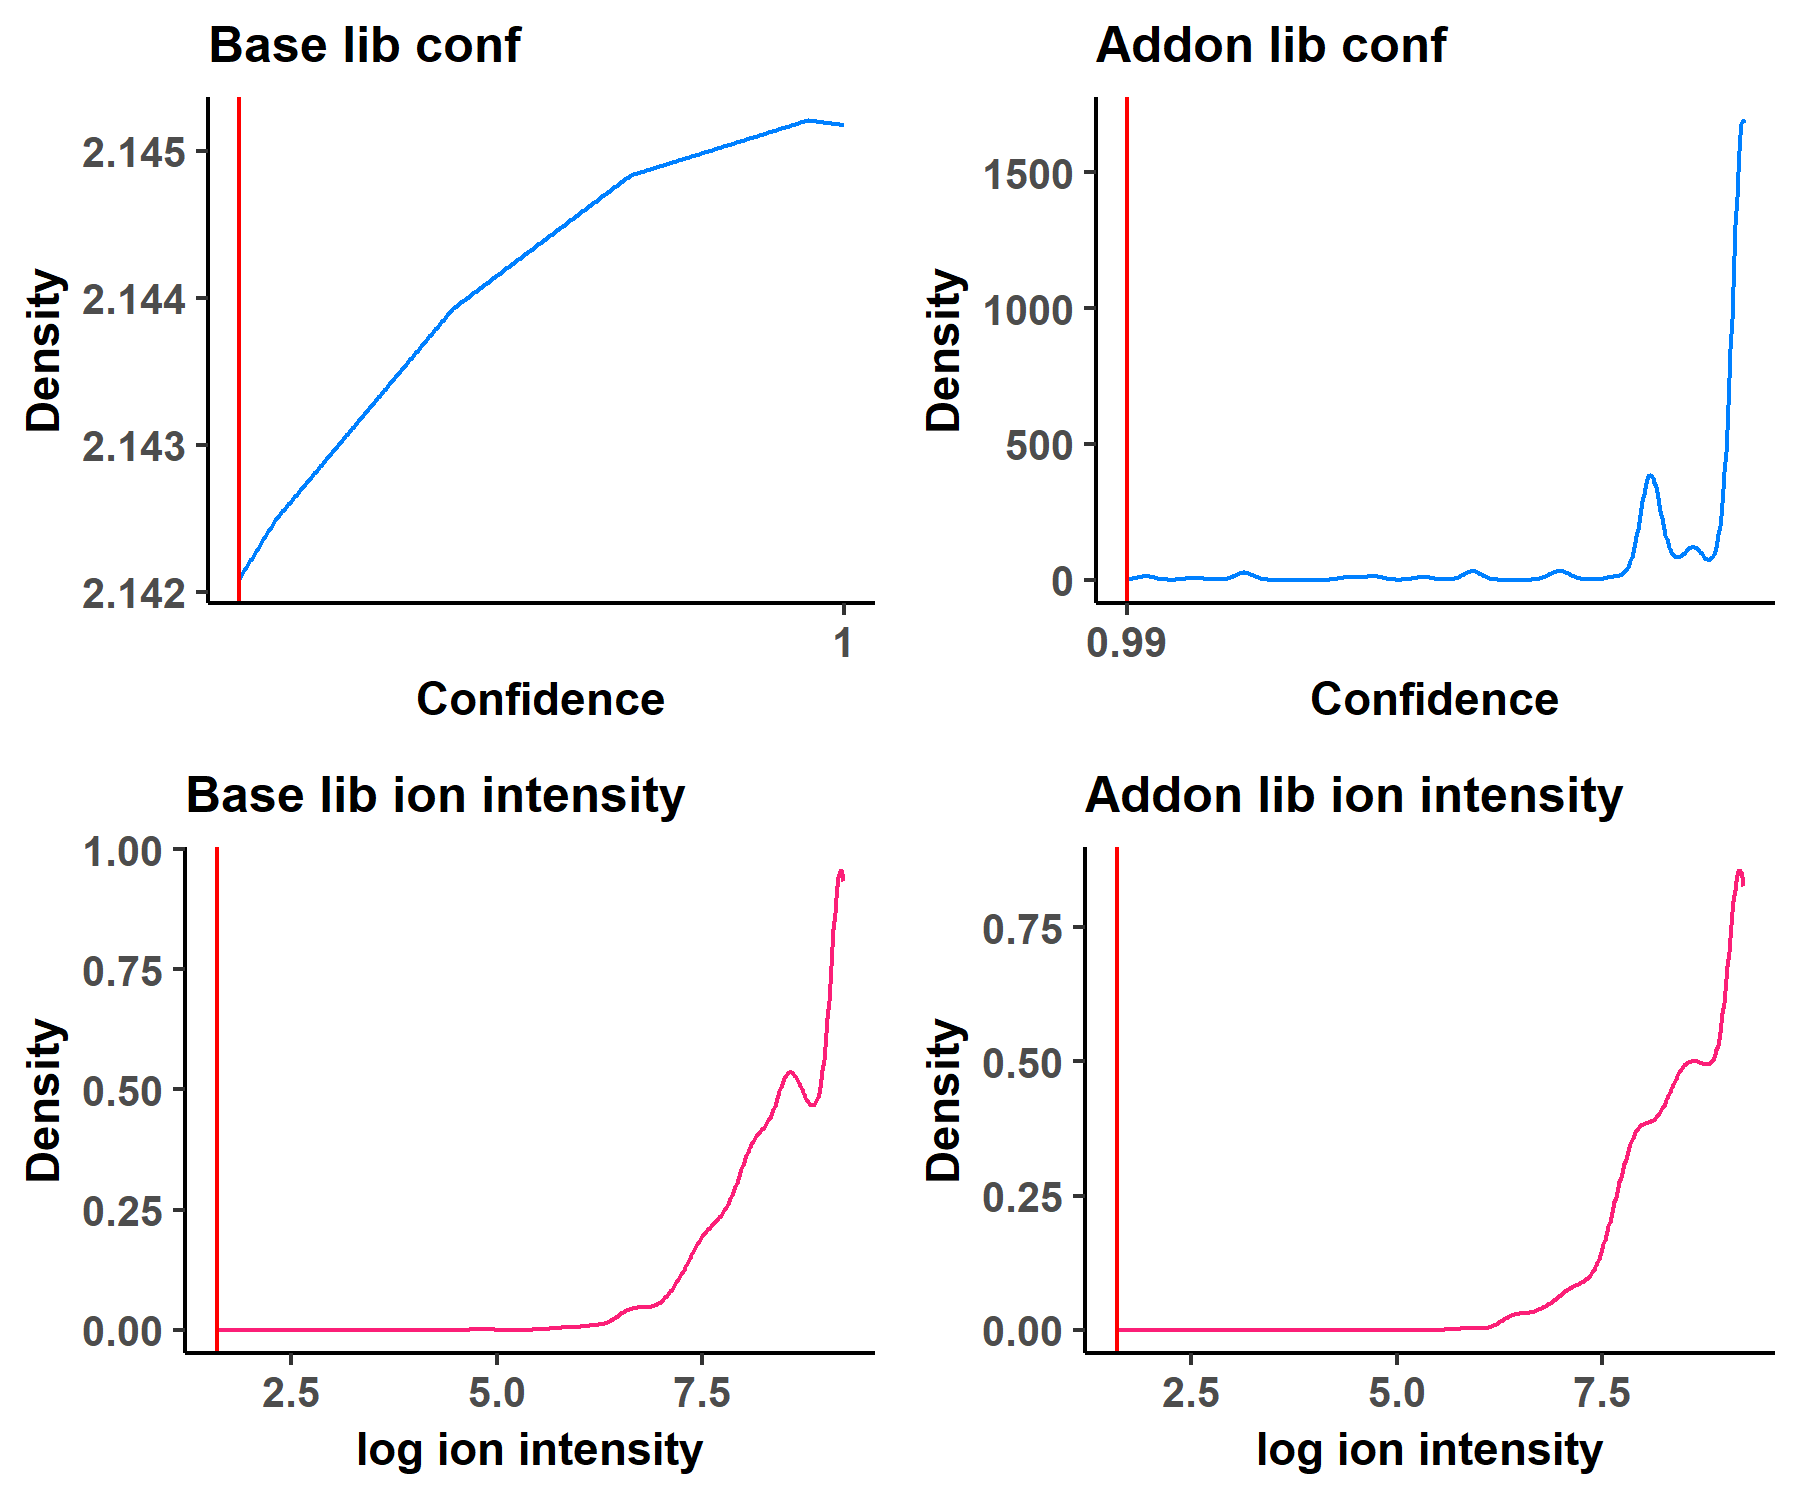 Base lib conf
Density
2.145
2.144
2.143
2.142
1
Confidence
Addon lib conf
Density
1500
1000
500
0
0.99
Confidence
Base lib ion intensity
Density
1.00
0.75
0.50
0.25
0.00
2.5 5.0 7.5
log ion intensity
Addon lib ion intensity
Density
0.75
0.50
0.25
0.00
2.5 5.0 7.5
log ion intensity